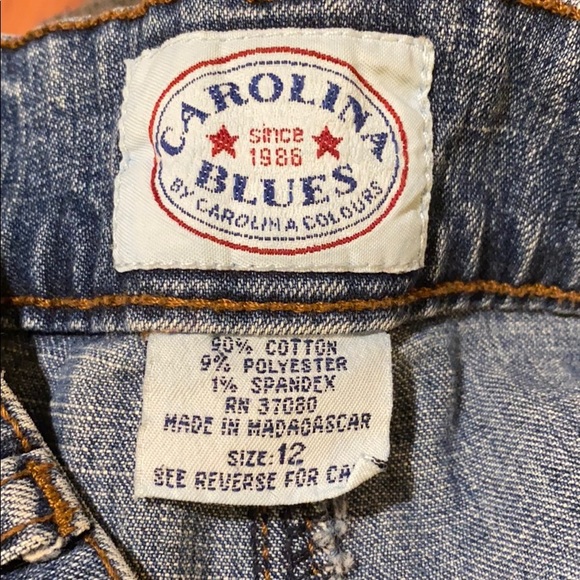 CAROLINA
since
1986
BLUES
BY CAROLINA COLOURS
90% COTTON
9% POLYESTER
1% SPANDEX
RN 37080
MADE IN MADAGASCAR
SIZE:12
SEE REVERSE FOR CA